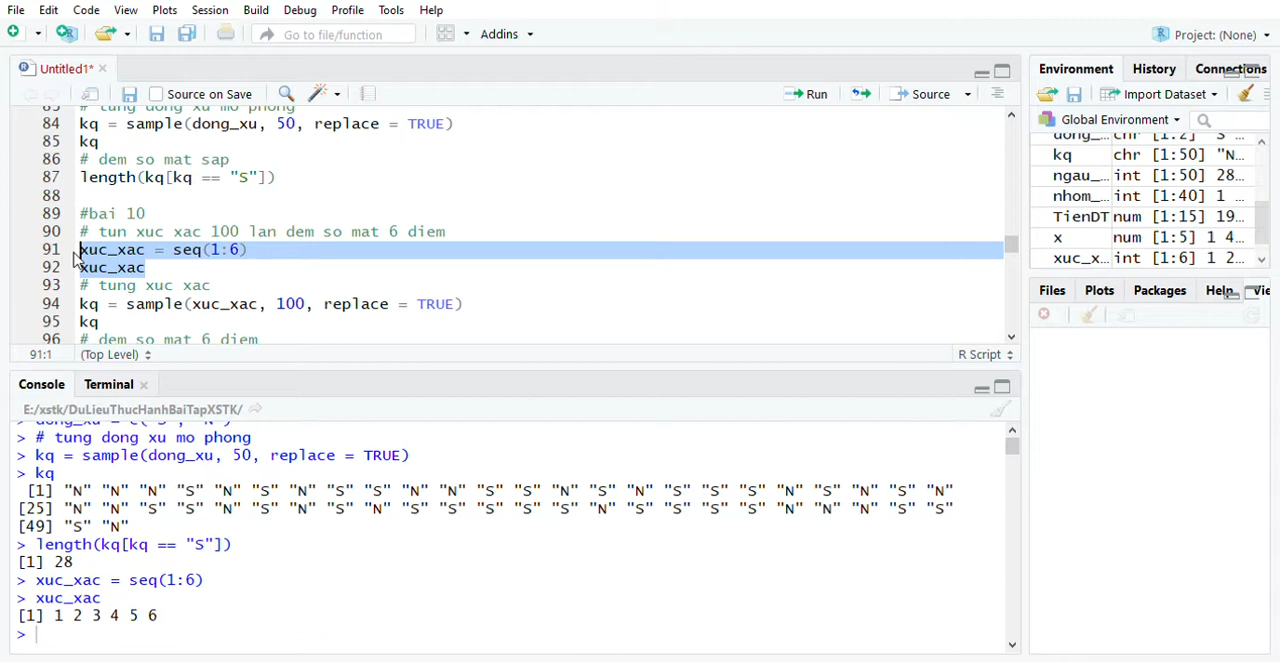 File Edit Code View Plots Session Build Debug Profile Tools Help
Go to file/function Addins Project: (None)
Untitled1* Environment History Connections
Source on Save Run Source Import Dataset
85 # tung dong xu mo phong Global Environment
84 kq = sample(dong_xu, 50, replace = TRUE) dong_… chr [1:2] "S …
85 kq kq chr [1:50] "N…
86 # dem so mat sap ngau_… int [1:50] 28…
87 length(kq[kq == "S"]) nhom_… int [1:40] 1 …
88 TienDT num [1:15] 19…
89 #bai 10 x num [1:5] 1 4…
90 # tun xuc xac 100 lan dem so mat 6 diem xuc_x… int [1:6] 1 2…
91 xuc_xac = seq(1:6)
92 xuc_xac
93 # tung xuc xac Files Plots Packages Help Vie
94 kq = sample(xuc_xac, 100, replace = TRUE)
95 kq
96 # dem so mat 6 diem
91:1 (Top Level) R Script
Console Terminal
E:/xstk/DuLieuThucHanhBaiTapXSTK/
> dong_xu = c("S", "N")
> # tung dong xu mo phong
> kq = sample(dong_xu, 50, replace = TRUE)
> kq
[1] "N" "N" "N" "S" "N" "S" "N" "S" "S" "N" "N" "S" "S" "N" "S" "N" "S" "S" "S" "N" "S" "N" "S" "N"
[25] "N" "N" "S" "S" "N" "S" "N" "S" "N" "S" "S" "S" "S" "S" "N" "S" "S" "S" "S" "N" "N" "N" "S" "S"
[49] "S" "N"
> length(kq[kq == "S"])
[1] 28
> xuc_xac = seq(1:6)
> xuc_xac
[1] 1 2 3 4 5 6
>